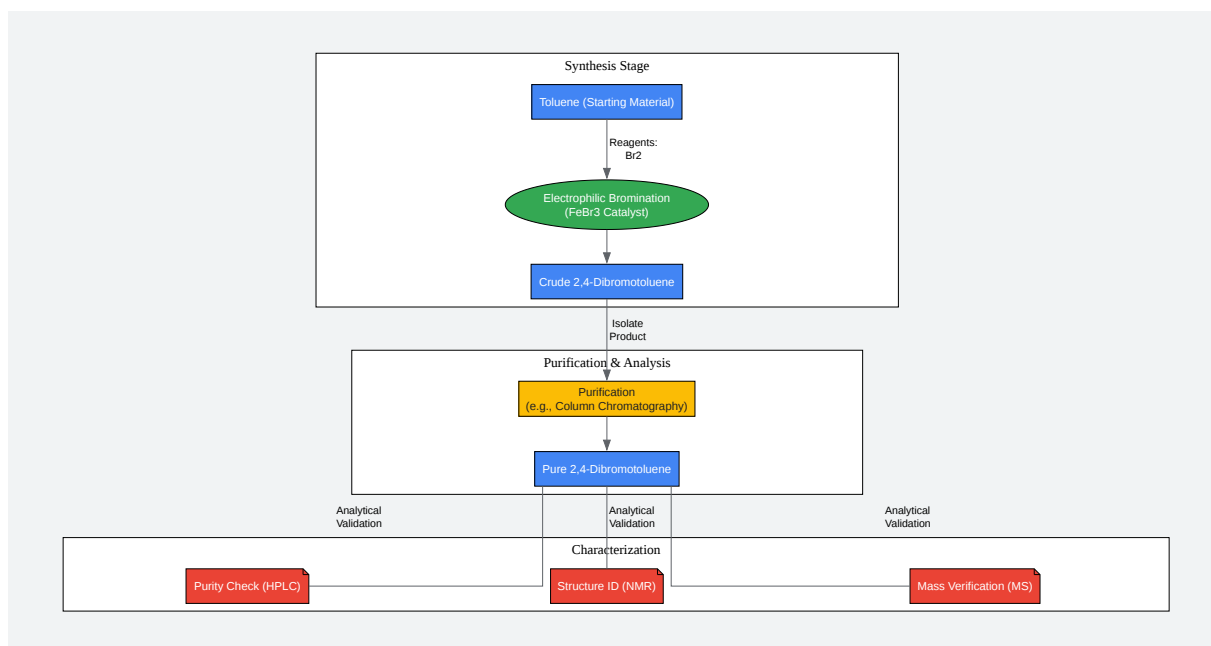 Synthesis Stage
Toluene (Starting Material)
Reagents:
Br2
Electrophilic Bromination
(FeBr3 Catalyst)
Crude 2,4-Dibromotoluene
Isolate
Product
Purification & Analysis
Purification
(e.g., Column Chromatography)
Pure 2,4-Dibromotoluene
Analytical
Validation
Analytical
Validation
Analytical
Validation
Characterization
Purity Check (HPLC)
Structure ID (NMR)
Mass Verification (MS)